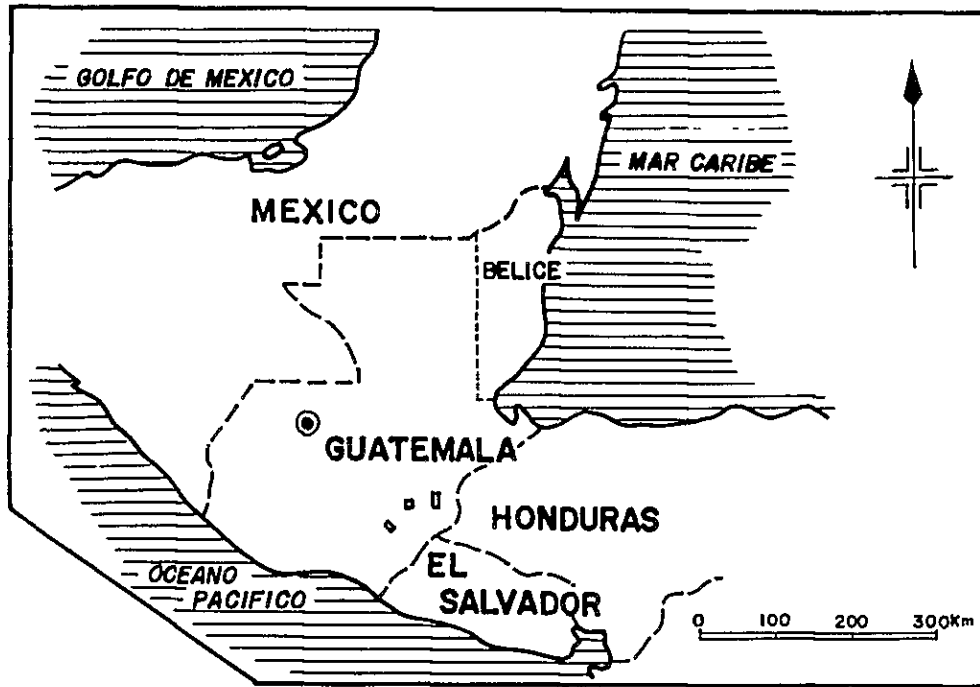 GOLFO DE MEXICO
MAR CARIBE
MEXICO
BELICE
GUATEMALA
HONDURAS
EL
SALVADOR
OCEANO
PACIFICO
0 100 200 300Km